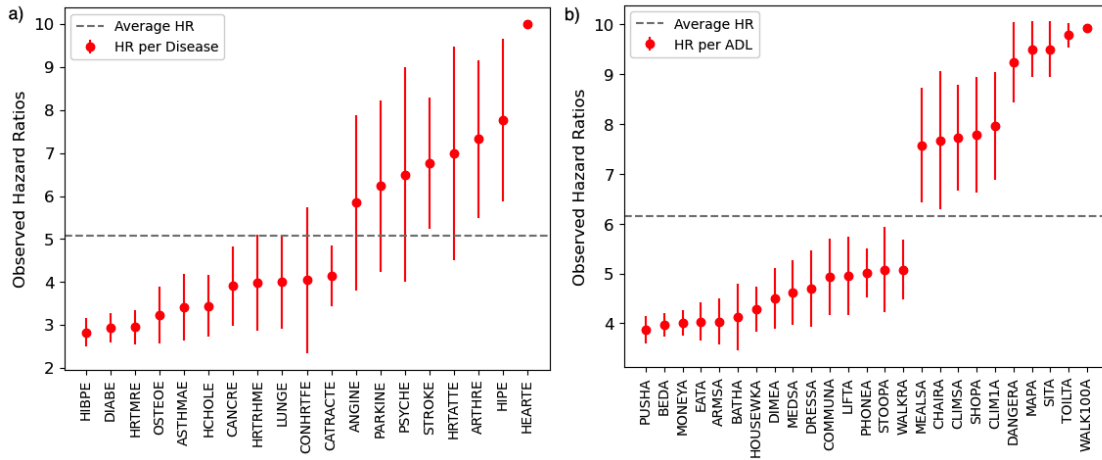 a)
Average HR
HR per Disease
Observed Hazard Ratios
10
9
8
7
6
5
4
3
2
HIBPE
DIABE
HRTMRE
OSTEOE
ASTHMAE
HCHOLE
CANCRE
HRTRHME
LUNGE
CONHRTFE
CATRACTE
ANGINE
PARKINE
PSYCHE
STROKE
HRTATTE
ARTHRE
HIPE
HEARTE
b)
Average HR
HR per ADL
Observed Hazard Ratios
10
9
8
7
6
5
4
PUSHA
BEDA
MONEYA
EATA
ARMSA
BATHA
HOUSEWKA
DIMEA
MEDSA
DRESSA
COMMUNA
LIFTA
PHONEA
STOOPA
WALKRA
MEALSA
CHAIRA
CLIMSA
SHOPA
CLIM1A
DANGERA
MAPA
SITA
TOILTA
WALK100A